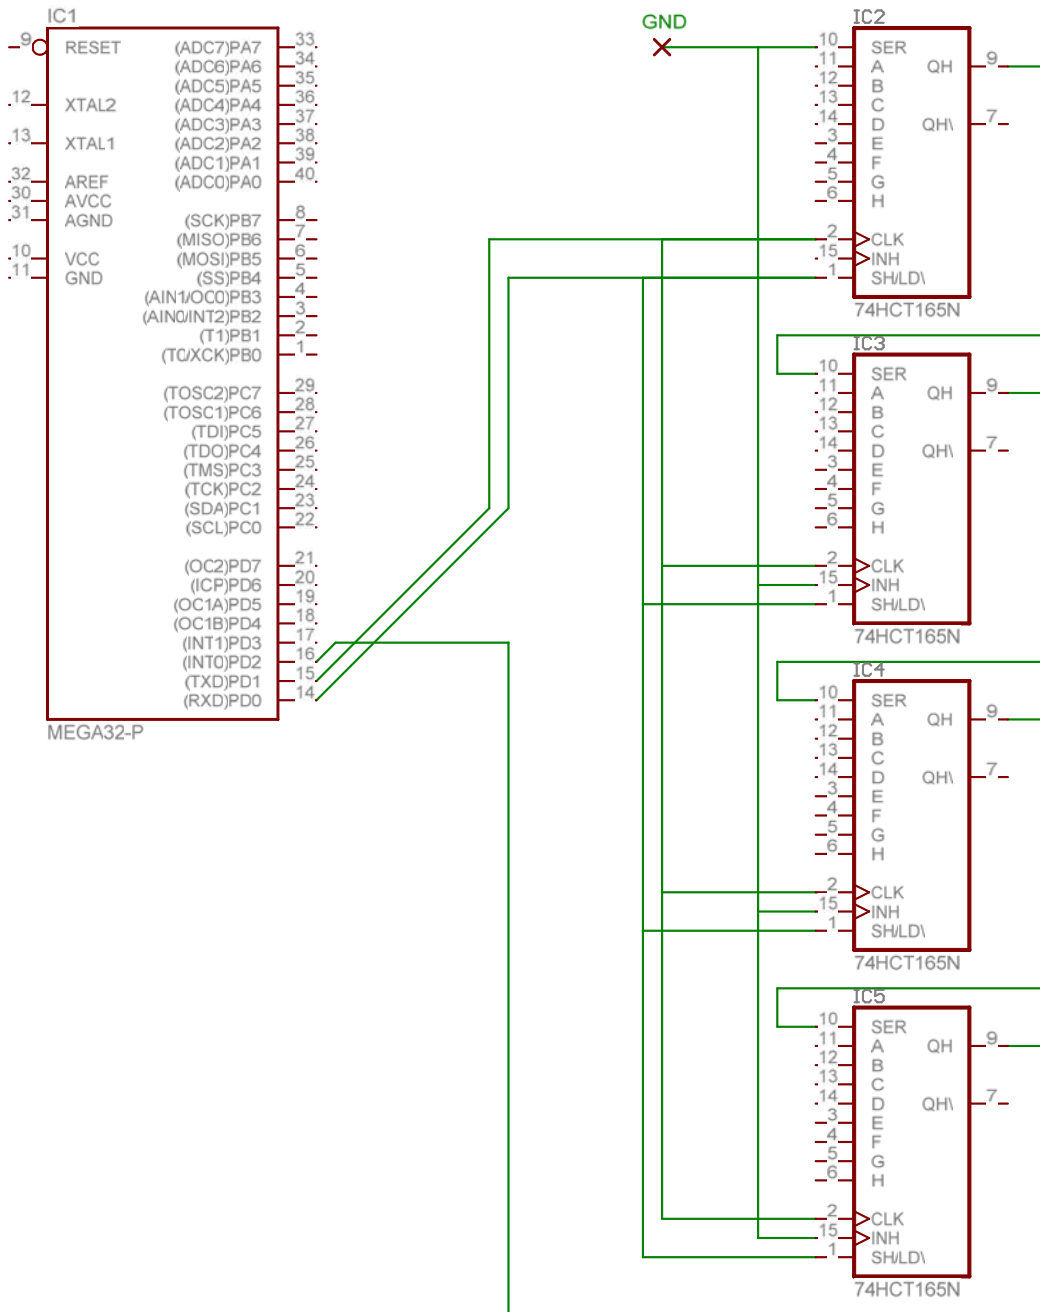 IC1
9 RESET (ADC7)PA7 33
(ADC6)PA6 34
(ADC5)PA5 35
12 XTAL2 (ADC4)PA4 36
(ADC3)PA3 37
13 XTAL1 (ADC2)PA2 38
(ADC1)PA1 39
32 AREF (ADC0)PA0 40
30 AVCC
31 AGND (SCK)PB7 8
(MISO)PB6 7
10 VCC (MOSI)PB5 6
11 GND (SS)PB4 5
(AIN1/OC0)PB3 4
(AIN0/INT2)PB2 3
(T1)PB1 2
(T0/XCK)PB0 1
(TOSC2)PC7 29
(TOSC1)PC6 28
(TDI)PC5 27
(TDO)PC4 26
(TMS)PC3 25
(TCK)PC2 24
(SDA)PC1 23
(SCL)PC0 22
(OC2)PD7 21
(ICP)PD6 20
(OC1A)PD5 19
(OC1B)PD4 18
(INT1)PD3 17
(INT0)PD2 16
(TXD)PD1 15
(RXD)PD0 14
MEGA32-P
GND
IC2
10 SER
11 A QH 9
12 B
13 C
14 D QH\ 7
3 E
4 F
5 G
6 H
2 CLK
15 INH
1 SH/LD\
74HCT165N
IC3
10 SER
11 A QH 9
12 B
13 C
14 D QH\ 7
3 E
4 F
5 G
6 H
2 CLK
15 INH
1 SH/LD\
74HCT165N
IC4
10 SER
11 A QH 9
12 B
13 C
14 D QH\ 7
3 E
4 F
5 G
6 H
2 CLK
15 INH
1 SH/LD\
74HCT165N
IC5
10 SER
11 A QH 9
12 B
13 C
14 D QH\ 7
3 E
4 F
5 G
6 H
2 CLK
15 INH
1 SH/LD\
74HCT165N